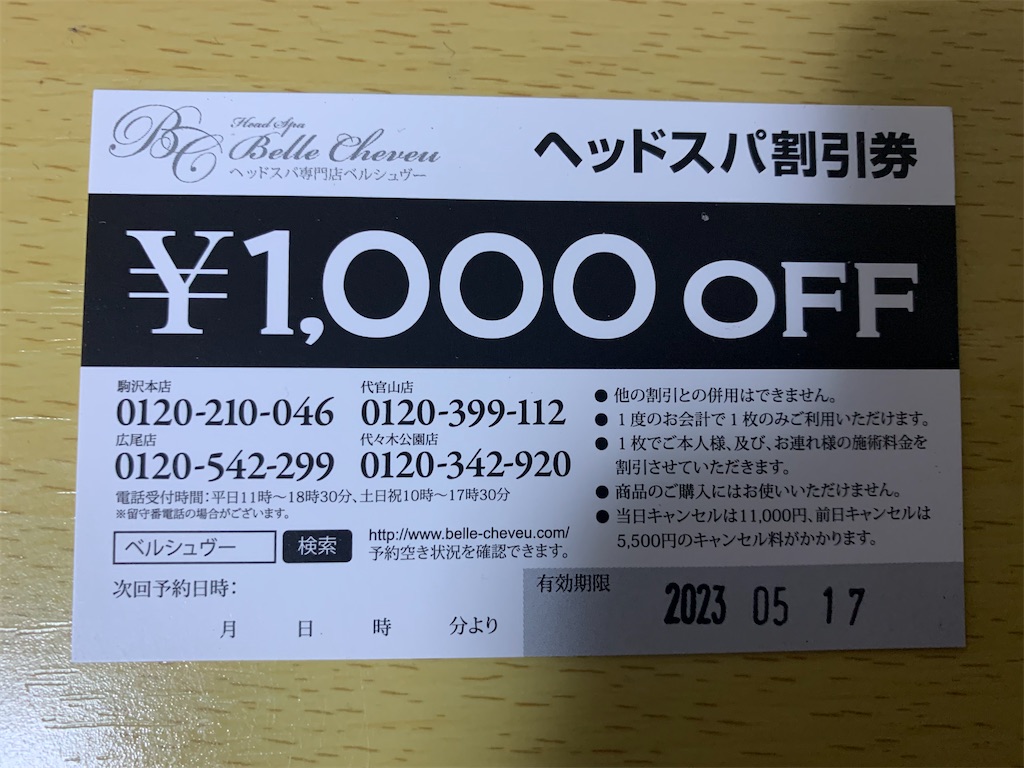 BC
Head Spa
Belle Cheveu
ヘッドスパ専門店ベルシュヴー
ヘッドスパ割引券
¥1,000 OFF
駒沢本店
0120-210-046
代官山店
0120-399-112
広尾店
0120-542-299
代々木公園店
0120-342-920
電話受付時間:平日11時〜18時30分、土日祝10時〜17時30分
※留守番電話の場合がございます。
ベルシュヴー 検索
http://www.belle-cheveu.com/
予約空き状況を確認できます。
次回予約日時:
月 日 時 分より
●他の割引との併用はできません。
●1度のお会計で1枚のみご利用いただけます。
●1枚でご本人様、及び、お連れ様の施術料金を
割引させていただきます。
●商品のご購入にはお使いいただけません。
●当日キャンセルは11,000円、前日キャンセルは
5,500円のキャンセル料がかかります。
有効期限
2023 05 17